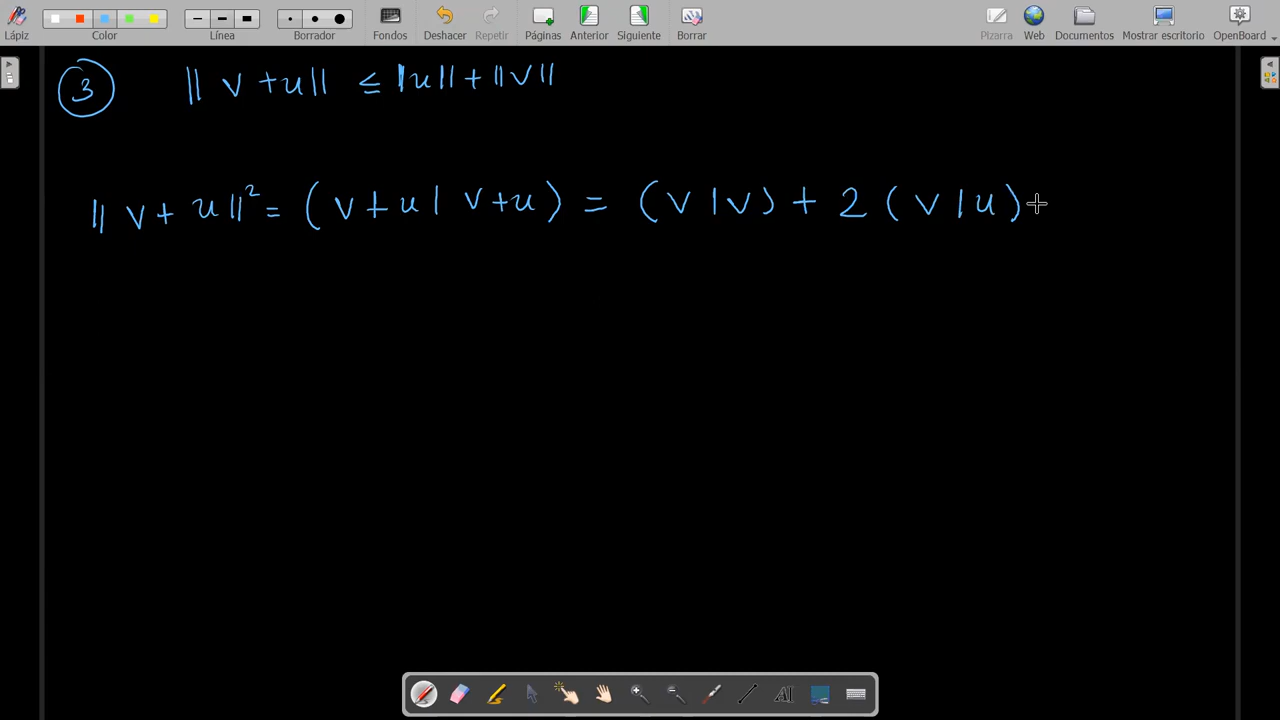 Lápiz Color Línea Borrador Fondos Deshacer Repetir Páginas Anterior Siguiente Borrar Pizarra Web Documentos Mostrar escritorio OpenBoard
③ || v + u || ≤ ||u|| + ||v||
|| v + u ||² = ( v + u | v + u ) = ( v | v ) + 2 ( v | u )
AI